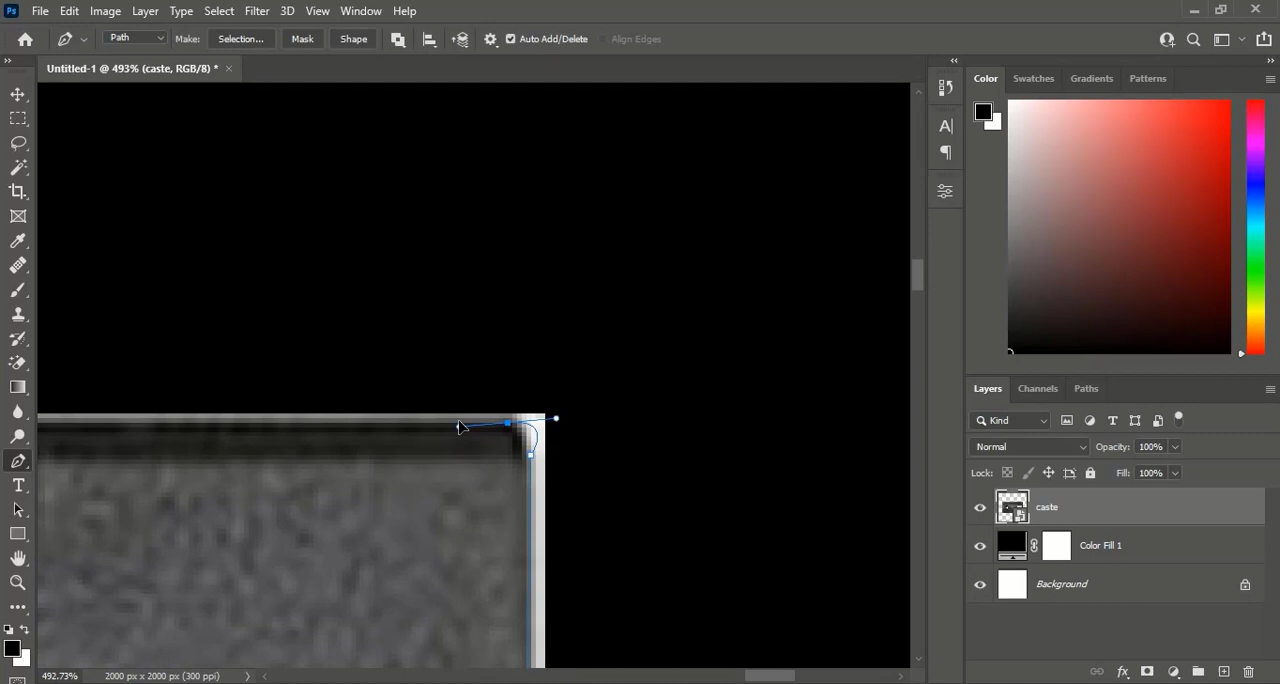 Ps File Edit Image Layer Type Select Filter 3D View Window Help
Path Make: Selection... Mask Shape Auto Add/Delete Align Edges
Untitled-1 @ 493% (caste, RGB/8) * ×
Color Swatches Gradients Patterns
A
T
Layers Channels Paths
Kind
Normal Opacity: 100%
Lock: Fill: 100%
caste
Color Fill 1
Background
492.73% 2000 px x 2000 px (300 ppi)
fx